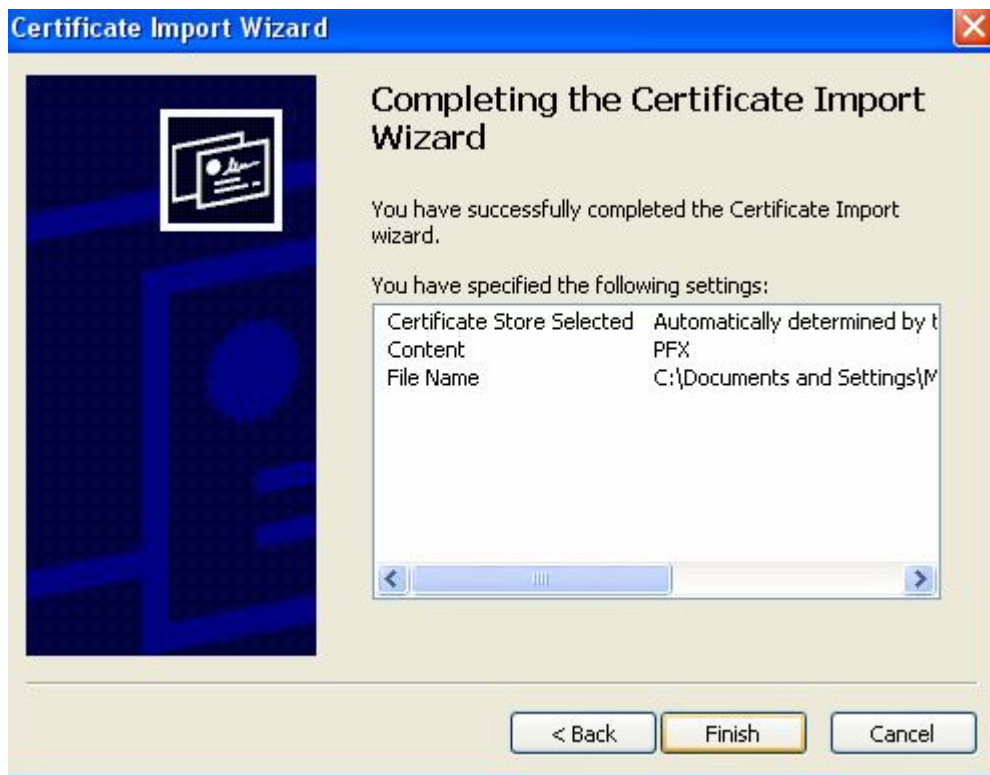 Certificate Import Wizard
Completing the Certificate Import
Wizard
You have successfully completed the Certificate Import
wizard.
You have specified the following settings:
Certificate Store Selected Automatically determined by t
Content PFX
File Name C:\Documents and Settings\M
< Back Finish Cancel